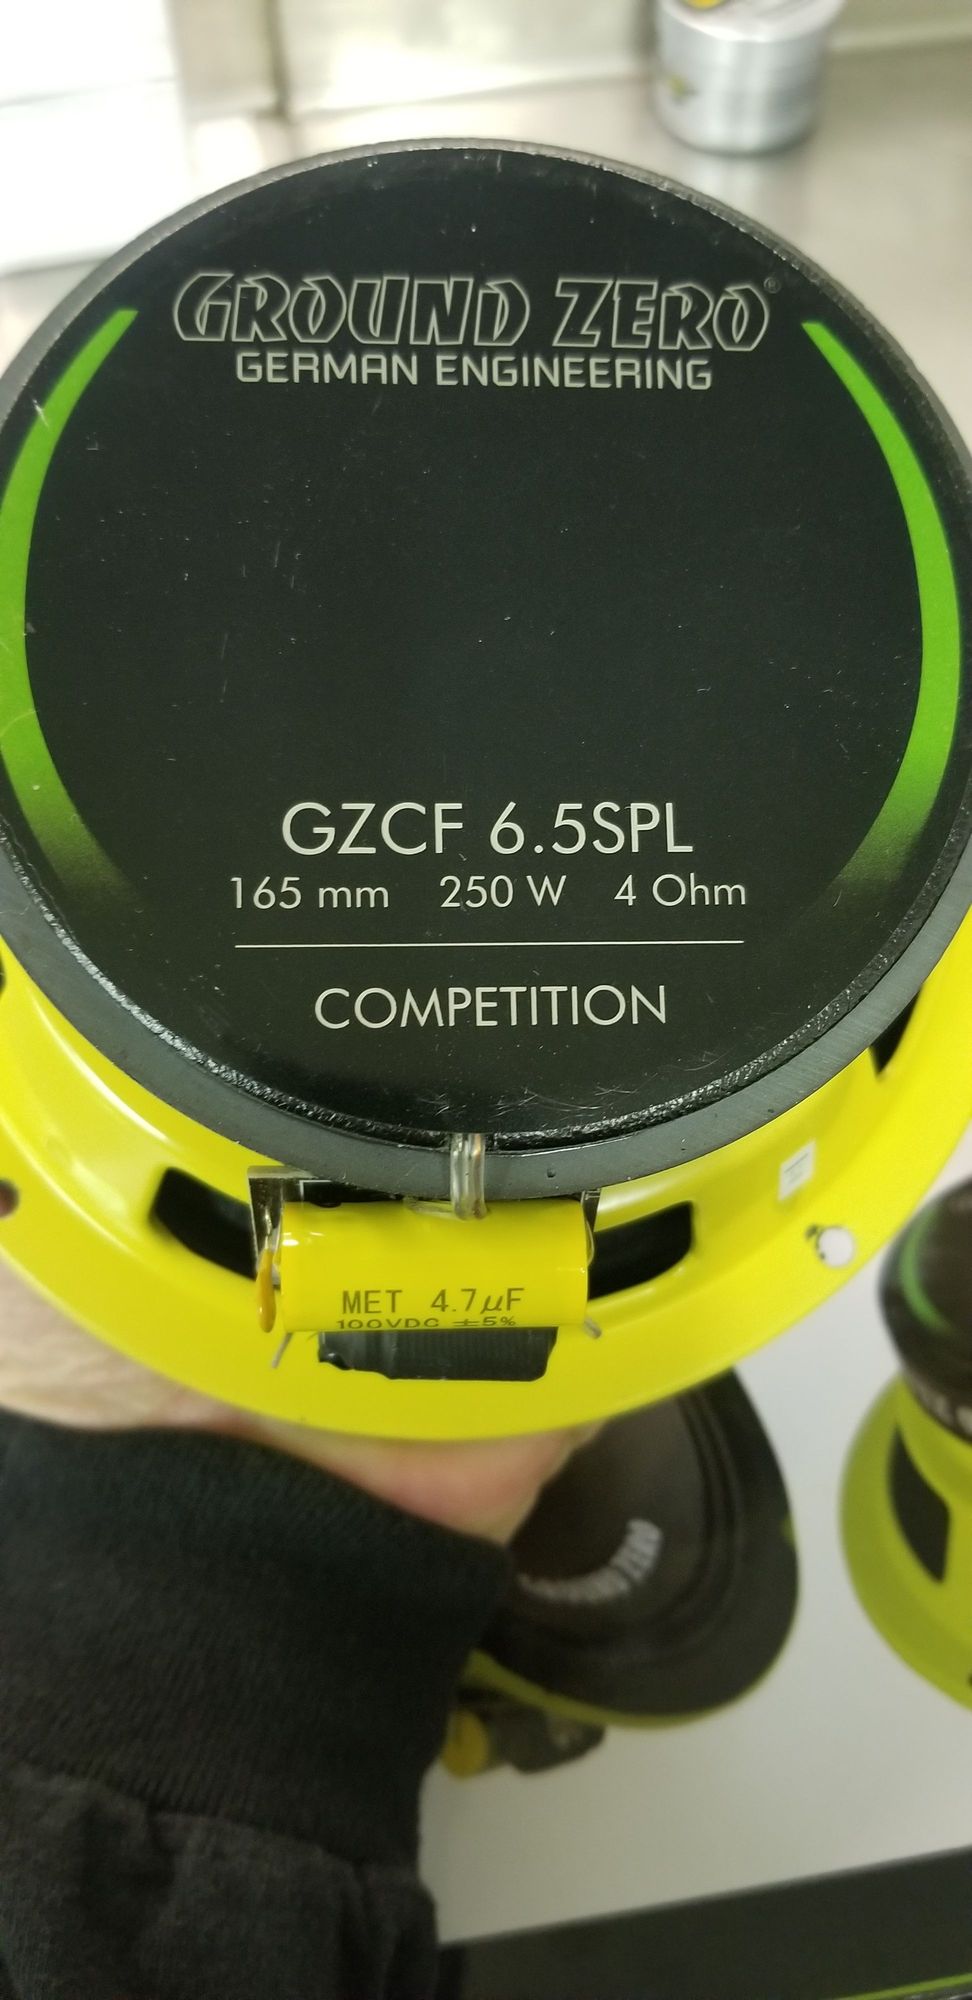 GROUND ZERO®
GERMAN ENGINEERING
GZCF 6.5SPL
165 mm 250 W 4 Ohm
COMPETITION
MET 4.7µF
100VDC ±5%